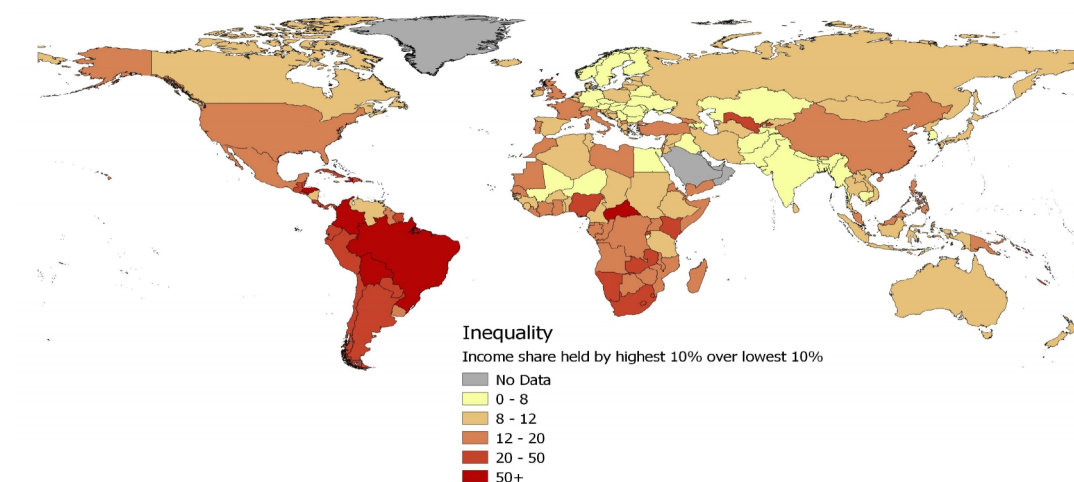 Inequality
Income share held by highest 10% over lowest 10%
No Data
0 - 8
8 - 12
12 - 20
20 - 50
50+